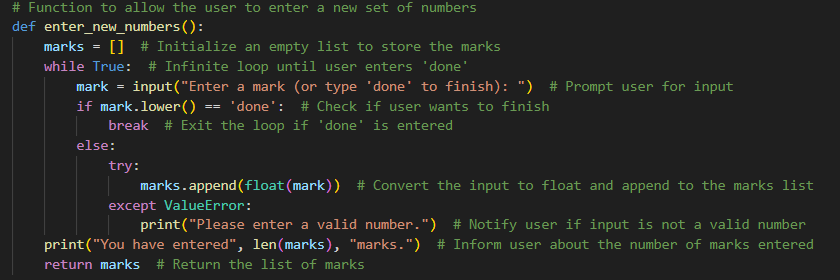 # Function to allow the user to enter a new set of numbers
def enter_new_numbers():
    marks = []  # Initialize an empty list to store the marks
    while True:  # Infinite loop until user enters 'done'
        mark = input("Enter a mark (or type 'done' to finish): ")  # Prompt user for input
        if mark.lower() == 'done':  # Check if user wants to finish
            break  # Exit the loop if 'done' is entered
        else:
            try:
                marks.append(float(mark))  # Convert the input to float and append to the marks list
            except ValueError:
                print("Please enter a valid number.")  # Notify user if input is not a valid number
    print("You have entered", len(marks), "marks.")  # Inform user about the number of marks entered
    return marks  # Return the list of marks